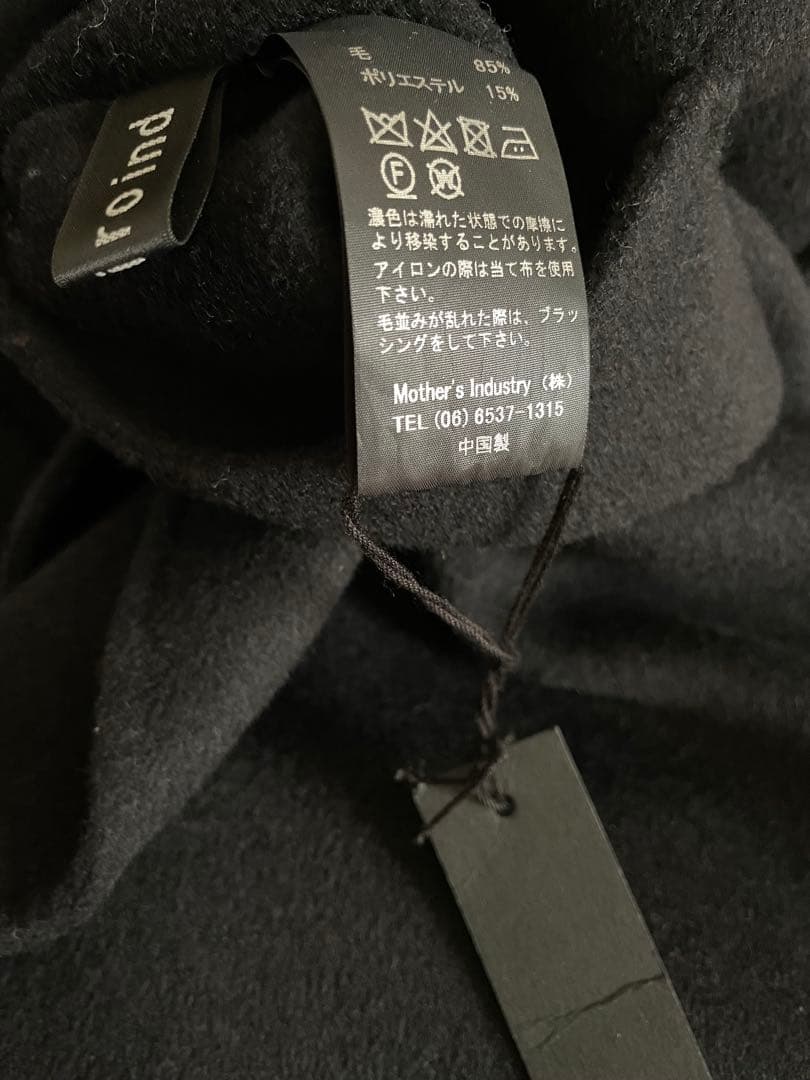 roind
毛 85%
ポリエステル 15%
濃色は濡れた状態での摩擦に
より移染することがあります。
アイロンの際は当て布を使用
下さい。
毛並みが乱れた際は、ブラッ
シングをして下さい。
Mother's Industry (株)
TEL (06) 6537-1315
中国製